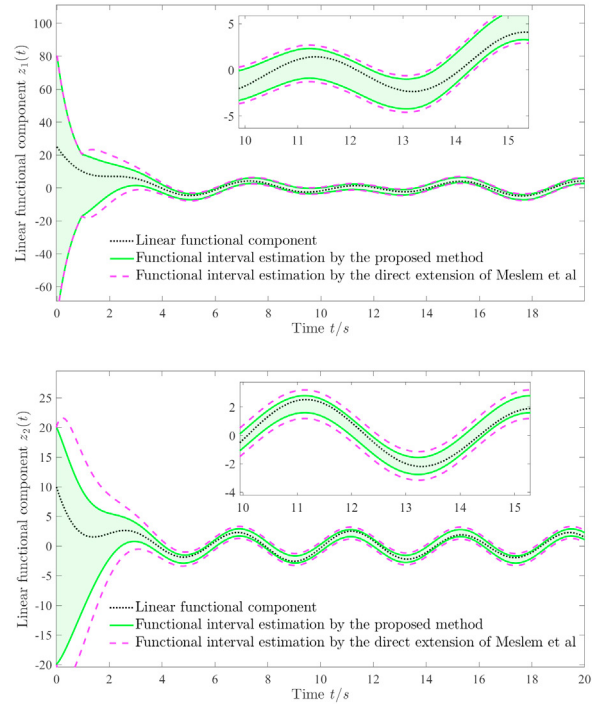 100
80
60
40
20
0
-20
-40
-60
Linear functional component z₁(t)
5
0
-5
10 11 12 13 14 15
Linear functional component
Functional interval estimation by the proposed method
Functional interval estimation by the direct extension of Meslem et al
0 2 4 6 8 10 12 14 16 18
Time t/s
25
20
15
10
5
0
-5
-10
-15
-20
Linear functional component z₂(t)
2
0
-2
-4
10 11 12 13 14 15
Linear functional component
Functional interval estimation by the proposed method
Functional interval estimation by the direct extension of Meslem et al
0 2 4 6 8 10 12 14 16 18 20
Time t/s